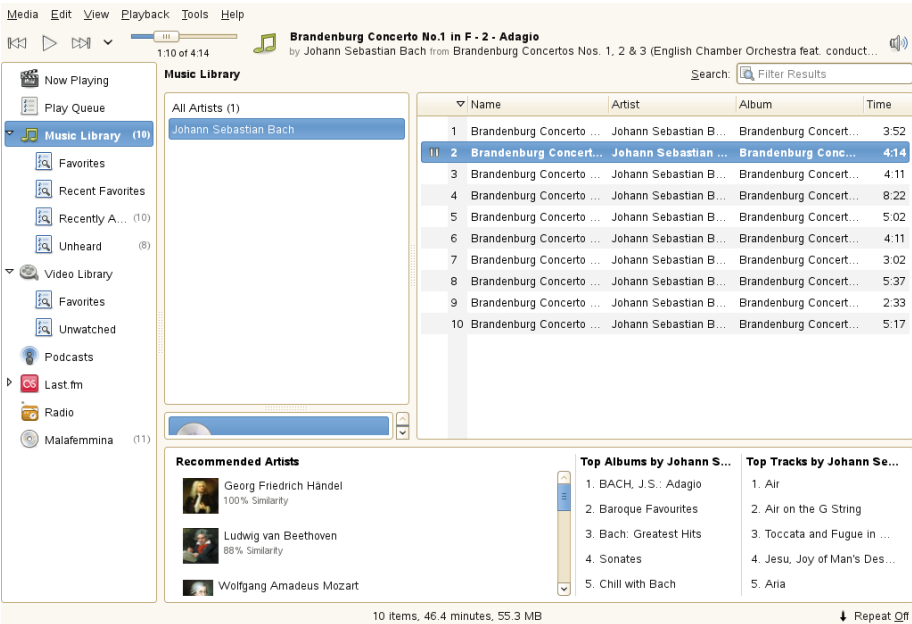 Media Edit View Playback Tools Help
1:10 of 4:14
Brandenburg Concerto No.1 in F - 2 - Adagio
by Johann Sebastian Bach from Brandenburg Concertos Nos. 1, 2 & 3 (English Chamber Orchestra feat. conduct...
Now Playing
Play Queue
Music Library (10)
Favorites
Recent Favorites
Recently A... (10)
Unheard (8)
Video Library
Favorites
Unwatched
Podcasts
Last.fm
Radio
Malafemmina (11)
Music Library
Search: Filter Results
All Artists (1)
Johann Sebastian Bach
Name Artist Album Time
1 Brandenburg Concerto ... Johann Sebastian B... Brandenburg Concert... 3:52
2 Brandenburg Concert... Johann Sebastian ... Brandenburg Conc... 4:14
3 Brandenburg Concerto ... Johann Sebastian B... Brandenburg Concert... 4:11
4 Brandenburg Concerto ... Johann Sebastian B... Brandenburg Concert... 8:22
5 Brandenburg Concerto ... Johann Sebastian B... Brandenburg Concert... 5:02
6 Brandenburg Concerto ... Johann Sebastian B... Brandenburg Concert... 4:11
7 Brandenburg Concerto ... Johann Sebastian B... Brandenburg Concert... 3:02
8 Brandenburg Concerto ... Johann Sebastian B... Brandenburg Concert... 5:37
9 Brandenburg Concerto ... Johann Sebastian B... Brandenburg Concert... 2:33
10 Brandenburg Concerto ... Johann Sebastian B... Brandenburg Concert... 5:17
Recommended Artists
Georg Friedrich Händel
100% Similarity
Ludwig van Beethoven
88% Similarity
Wolfgang Amadeus Mozart
Top Albums by Johann S...
1. BACH, J.S.: Adagio
2. Baroque Favourites
3. Bach: Greatest Hits
4. Sonates
5. Chill with Bach
Top Tracks by Johann Se...
1. Air
2. Air on the G String
3. Toccata and Fugue in ...
4. Jesu, Joy of Man's Des...
5. Aria
10 items, 46.4 minutes, 55.3 MB
Repeat Off